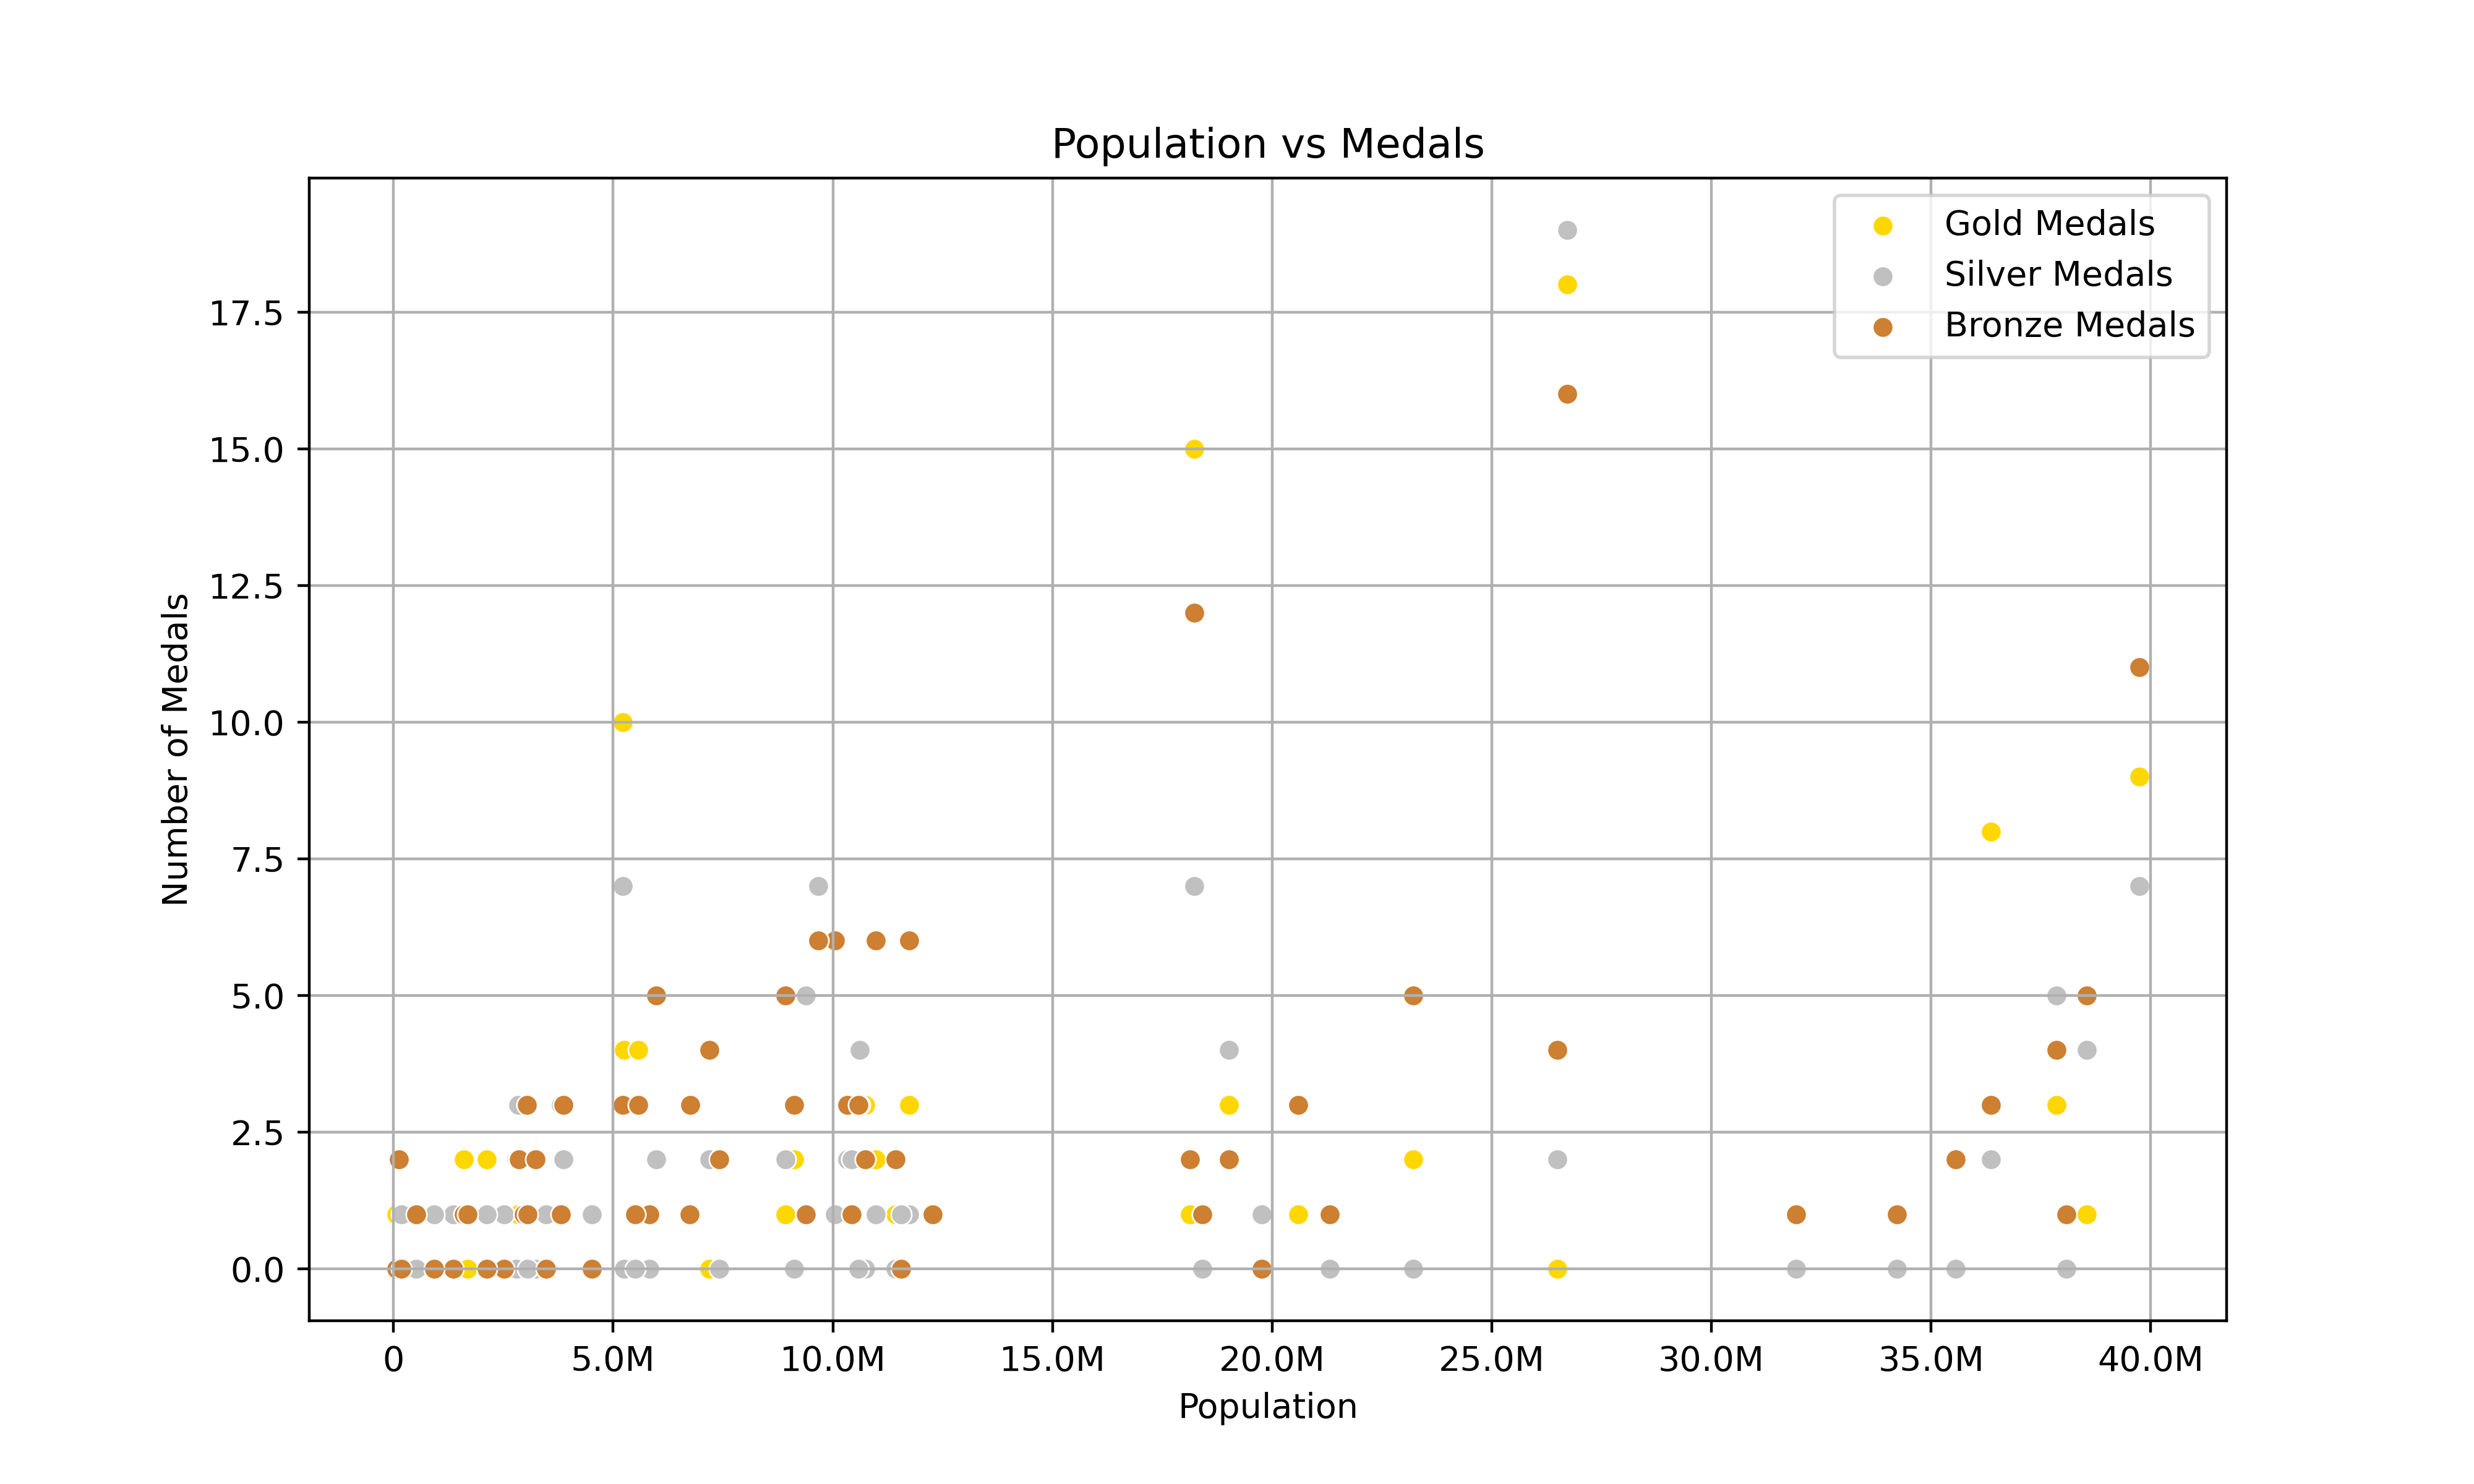 Population vs Medals
Gold Medals
Silver Medals
Bronze Medals
Number of Medals
17.5
15.0
12.5
10.0
7.5
5.0
2.5
0.0
0 5.0M 10.0M 15.0M 20.0M 25.0M 30.0M 35.0M 40.0M
Population